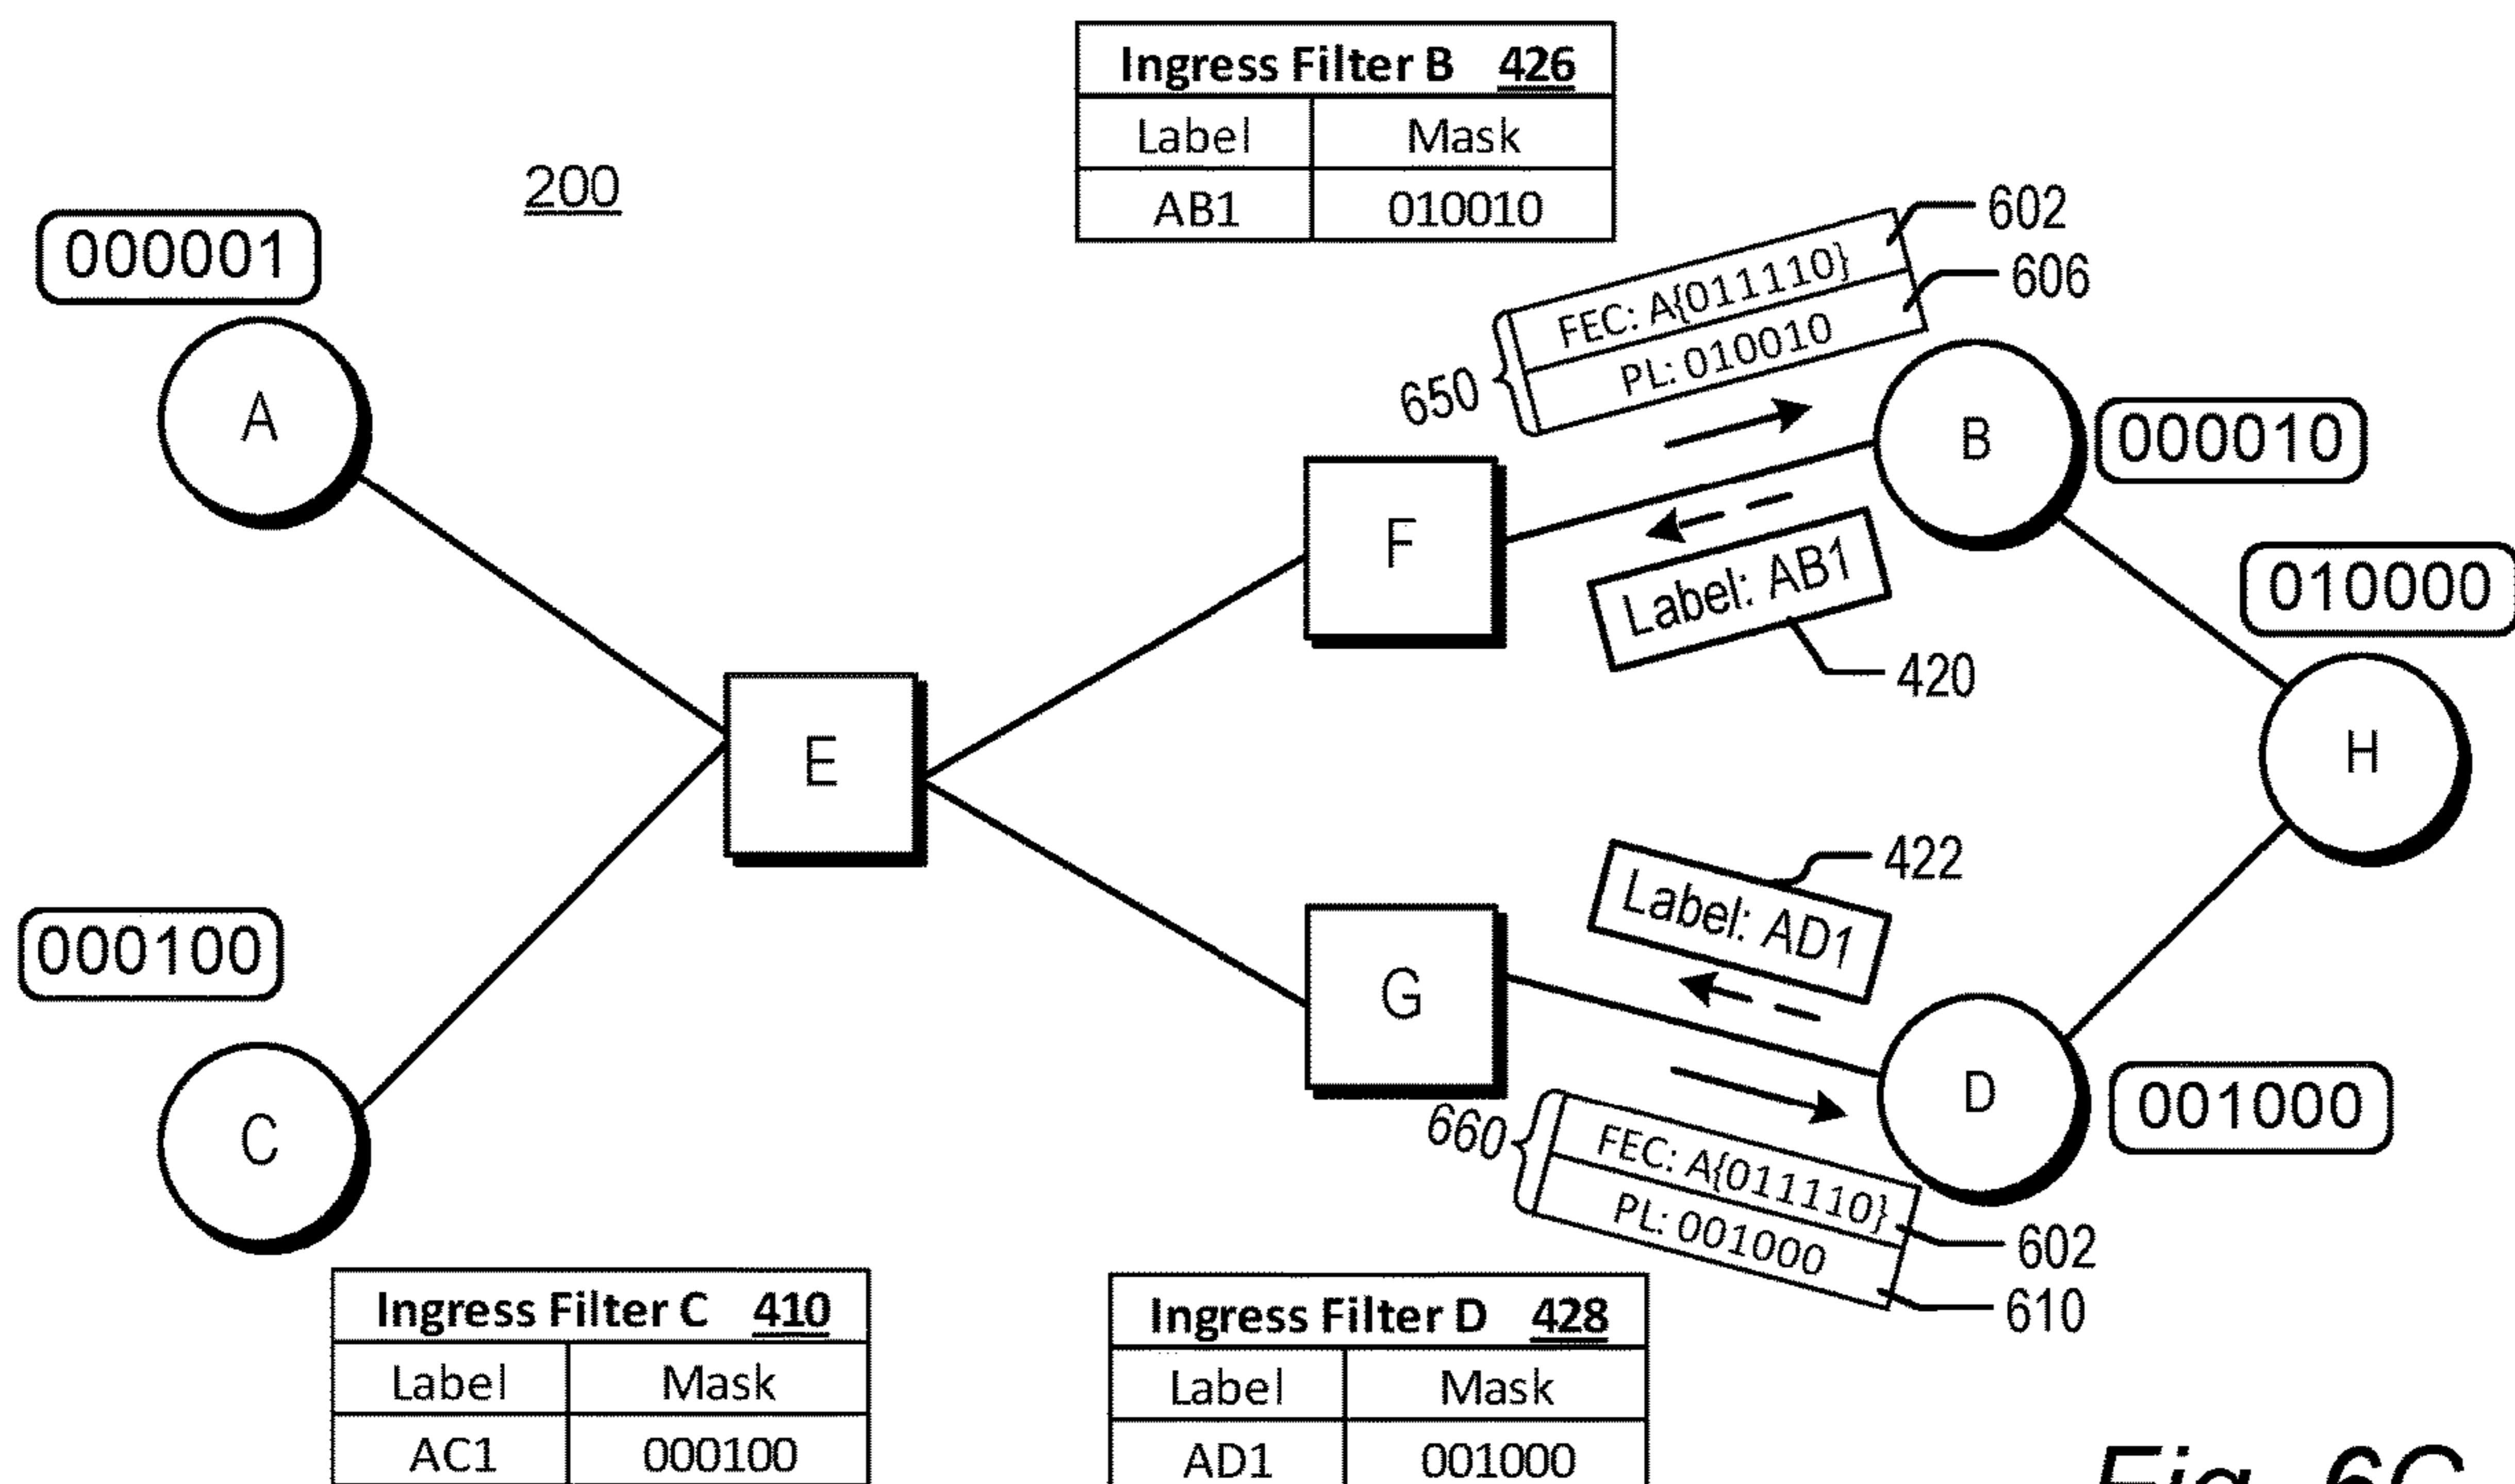 Ingress Filter B 426
Label Mask
AB1 010010
200
000001
A
602
606
FEC: A{011110}
PL: 010010
650
B
000010
F
Label: AB1
420
010000
H
E
422
Label: AD1
000100
G
C
D
001000
660
FEC: A{011110}
PL: 001000
602
610
Ingress Filter C 410
Label Mask
AC1 000100
Ingress Filter D 428
Label Mask
AD1 001000
Fig. 6C